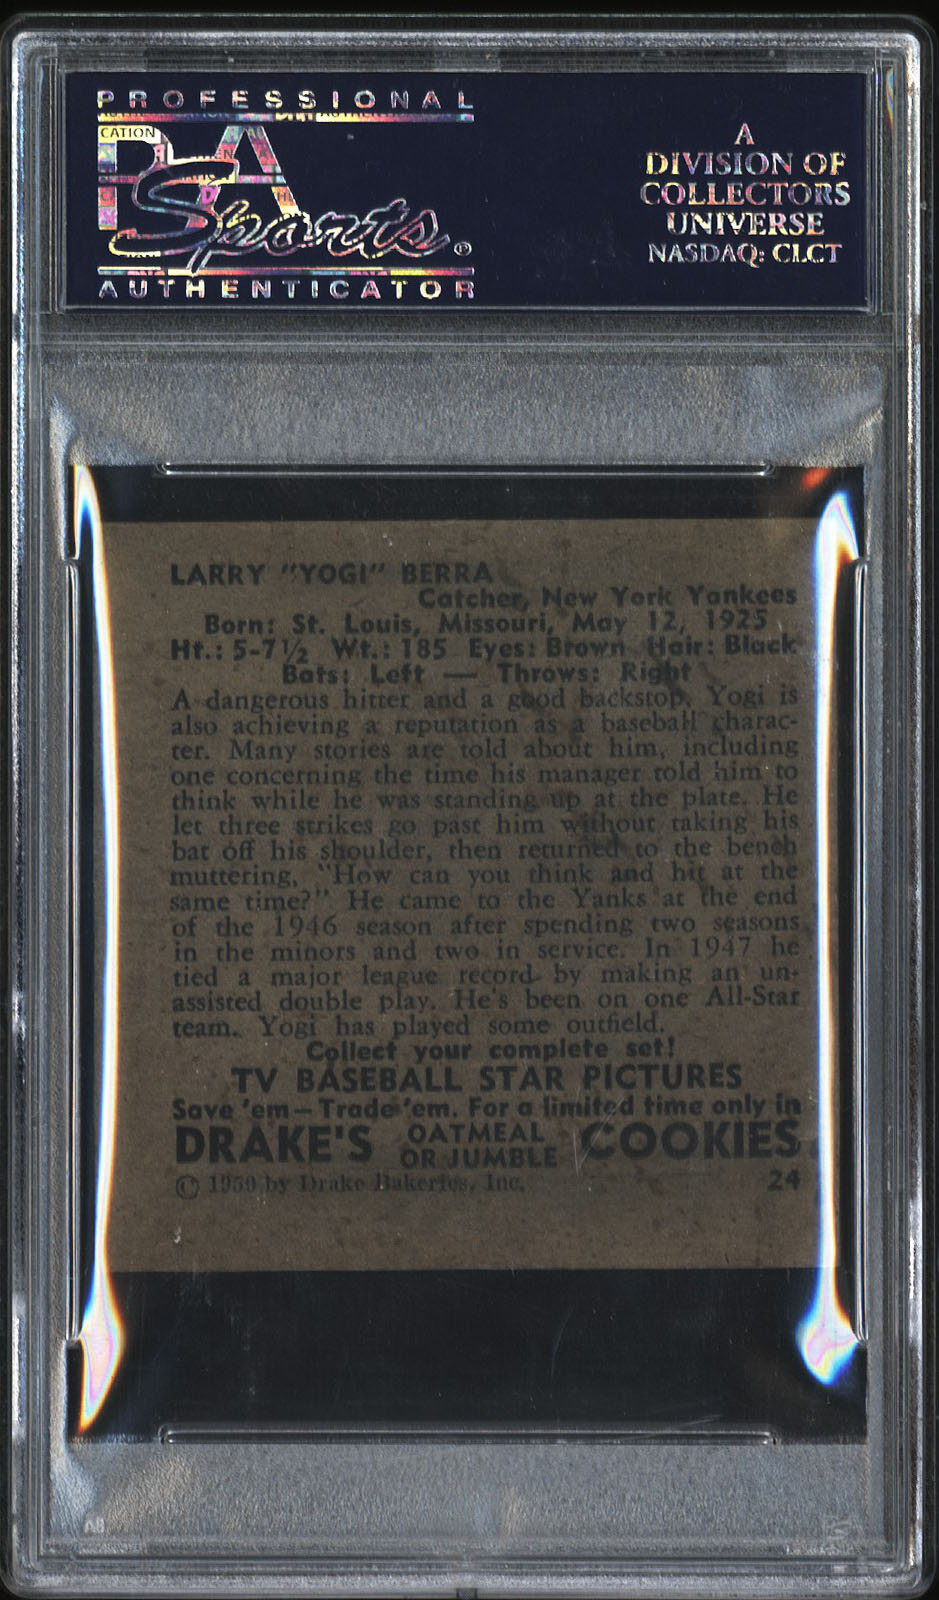 PROFESSIONAL
CATION
PSA
Sports®
AUTHENTICATOR
A
DIVISION OF
COLLECTORS
UNIVERSE
NASDAQ: CLCT
LARRY "YOGI" BERRA
Catcher, New York Yankees
Born: St. Louis, Missouri, May 12, 1925
Ht.: 5-7½ Wt.: 185 Eyes: Brown Hair: Black
Bats: Left — Throws: Right
A dangerous hitter and a good backstop, Yogi is
also achieving a reputation as a baseball charac-
ter. Many stories are told about him, including
one concerning the time his manager told him to
think while he was standing up at the plate. He
let three strikes go past him without taking his
bat off his shoulder, then returned to the bench
muttering, "How can you think and hit at the
same time?" He came to the Yanks at the end
of the 1946 season after spending two seasons
in the minors and two in service. In 1947 he
tied a major league record by making an un-
assisted double play. He's been on one All-Star
team. Yogi has played some outfield.
Collect your complete set!
TV BASEBALL STAR PICTURES
Save 'em—Trade 'em. For a limited time only in
DRAKE'S OATMEAL OR JUMBLE COOKIES
© 1950 by Drake Bakeries, Inc.
24